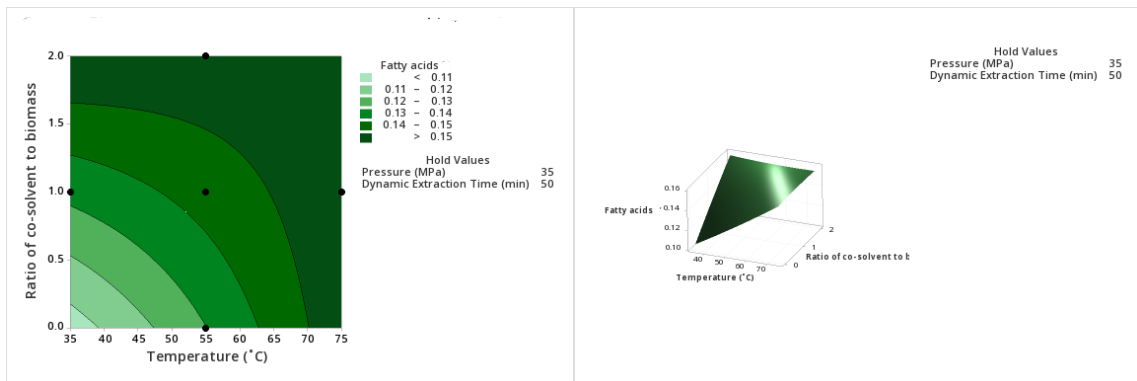 2.0
1.5
1.0
0.5
0.0
Ratio of co-solvent to biomass
35 40 45 50 55 60 65 70 75
Temperature (˚C)
Fatty acids
< 0.11
0.11 – 0.12
0.12 – 0.13
0.13 – 0.14
0.14 – 0.15
> 0.15
Hold Values
Pressure (MPa) 35
Dynamic Extraction Time (min) 50
Hold Values
Pressure (MPa) 35
Dynamic Extraction Time (min) 50
0.16
0.14
0.12
0.10
Fatty acids
40 50 60 70
Temperature (˚C)
0
1
2
Ratio of co-solvent to b